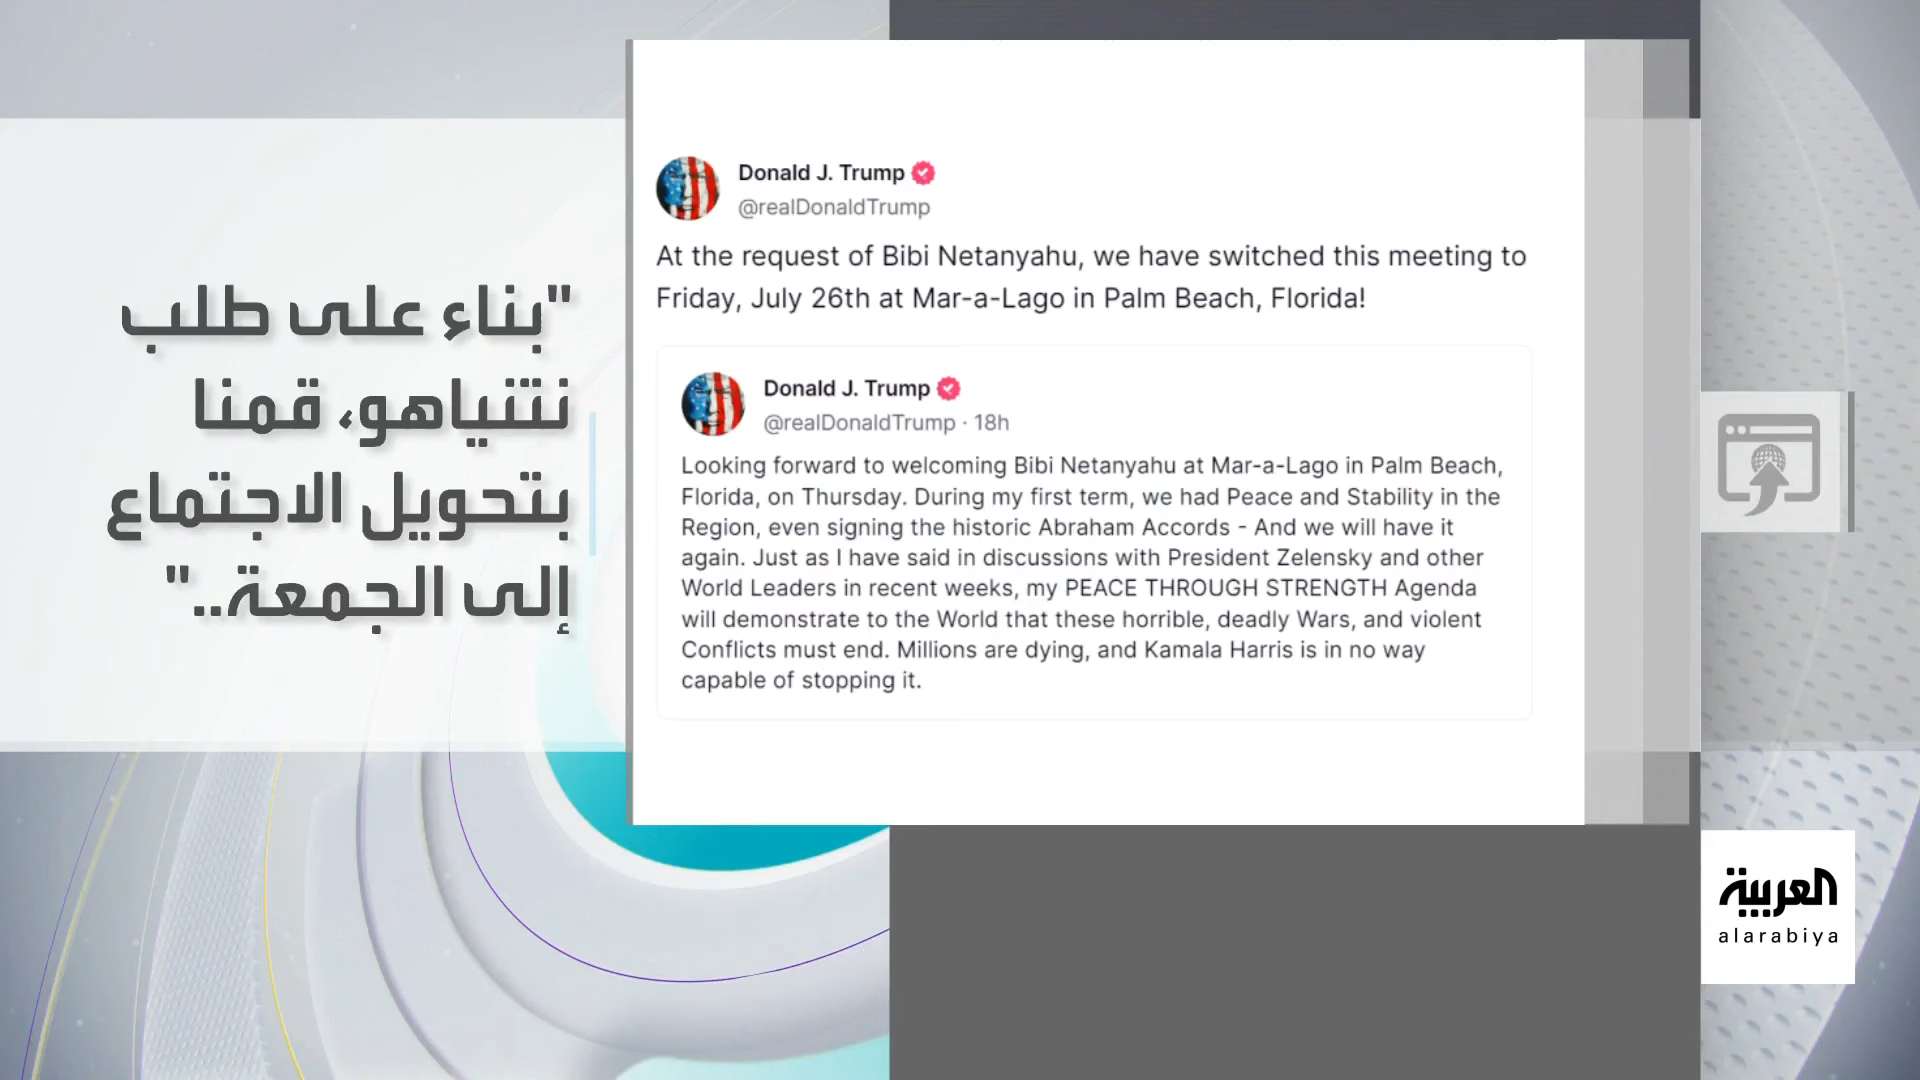 "بناء على طلب
نتنياهو، قمنا
بتحويل الاجتماع
إلى الجمعة.."
Donald J. Trump
@realDonaldTrump
At the request of Bibi Netanyahu, we have switched this meeting to
Friday, July 26th at Mar-a-Lago in Palm Beach, Florida!
Donald J. Trump
@realDonaldTrump · 18h
Looking forward to welcoming Bibi Netanyahu at Mar-a-Lago in Palm Beach,
Florida, on Thursday. During my first term, we had Peace and Stability in the
Region, even signing the historic Abraham Accords - And we will have it
again. Just as I have said in discussions with President Zelensky and other
World Leaders in recent weeks, my PEACE THROUGH STRENGTH Agenda
will demonstrate to the World that these horrible, deadly Wars, and violent
Conflicts must end. Millions are dying, and Kamala Harris is in no way
capable of stopping it.
العربية
alarabiya